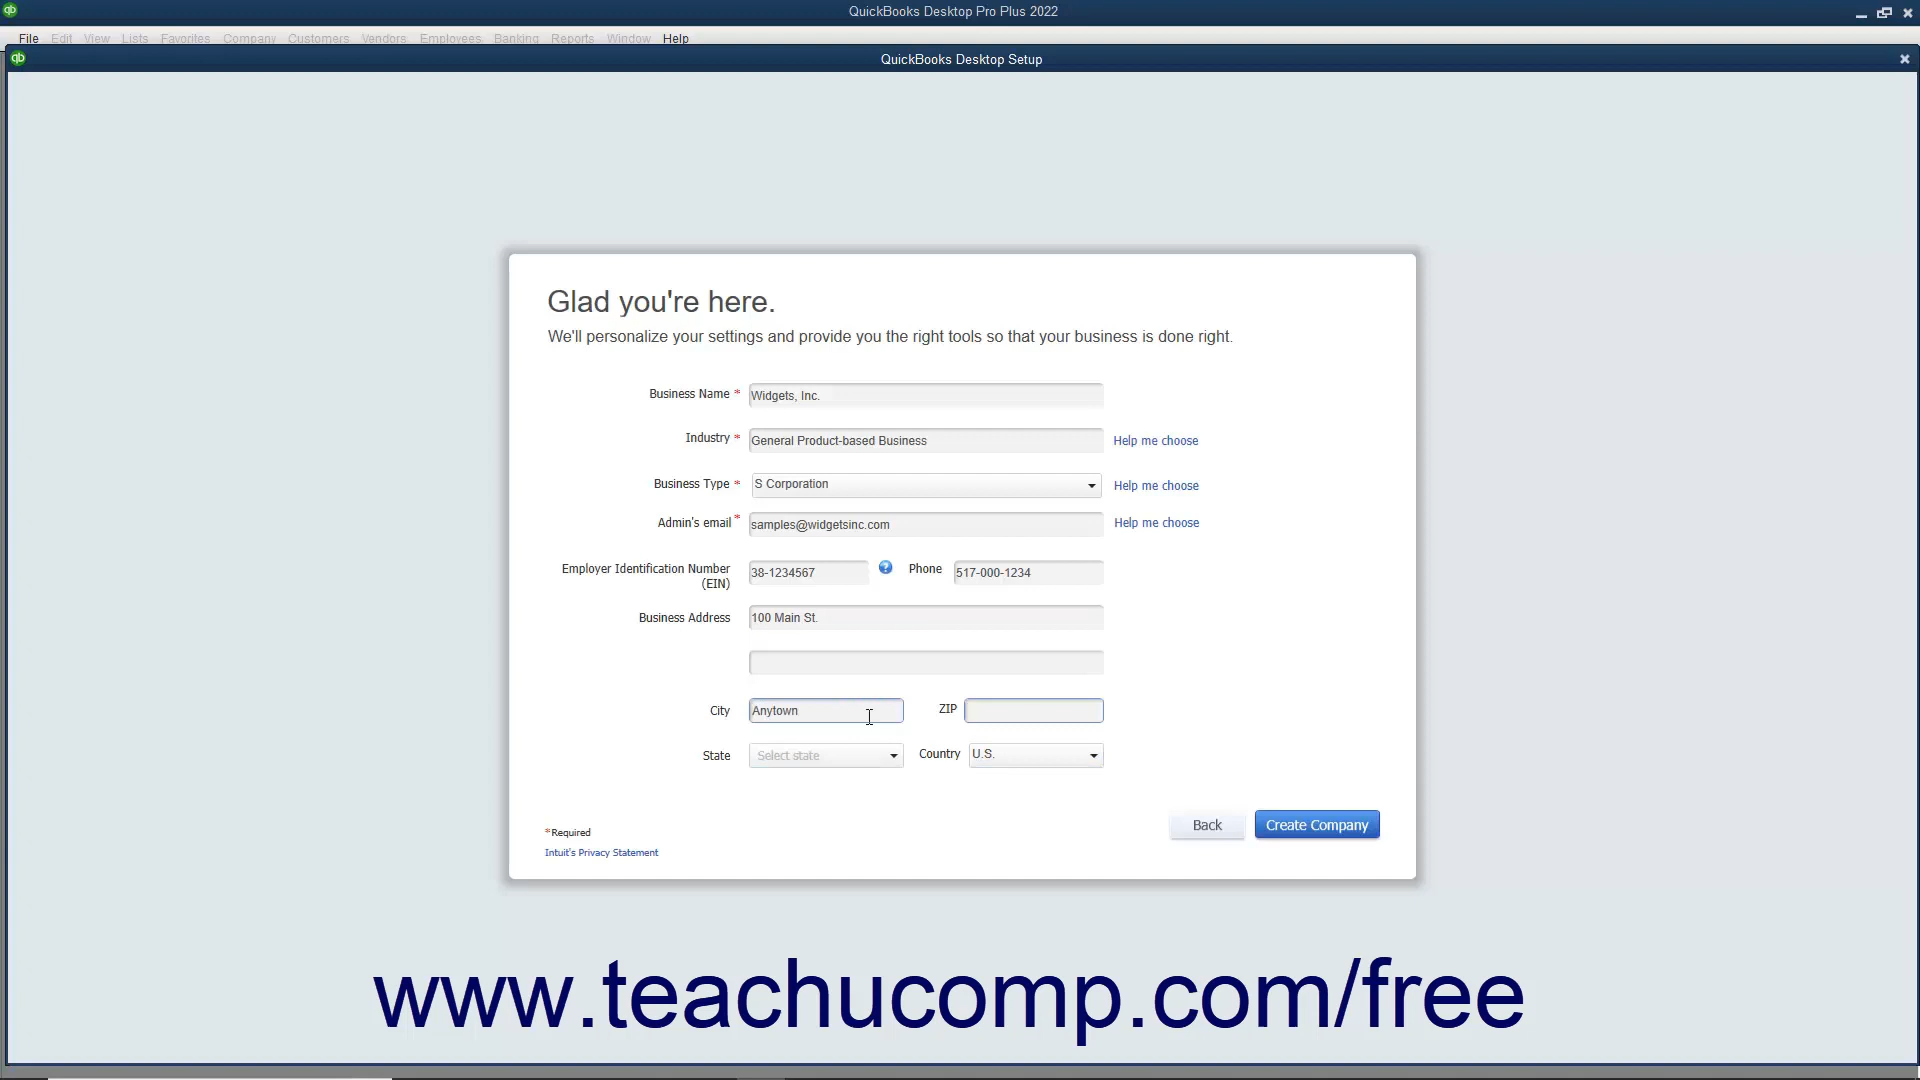 qb QuickBooks Desktop Pro Plus 2022
File Edit View Lists Favorites Company Customers Vendors Employees Banking Reports Window Help
qb QuickBooks Desktop Setup
Glad you're here.
We'll personalize your settings and provide you the right tools so that your business is done right.
Business Name * Widgets, Inc.
Industry * General Product-based Business Help me choose
Business Type * S Corporation Help me choose
Admin's email * samples@widgetsinc.com Help me choose
Employer Identification Number 38-1234567 ? Phone 517-000-1234
(EIN)
Business Address 100 Main St.
City Anytown ZIP
State Select state Country U.S.
Back Create Company
*Required
Intuit's Privacy Statement
www.teachucomp.com/free